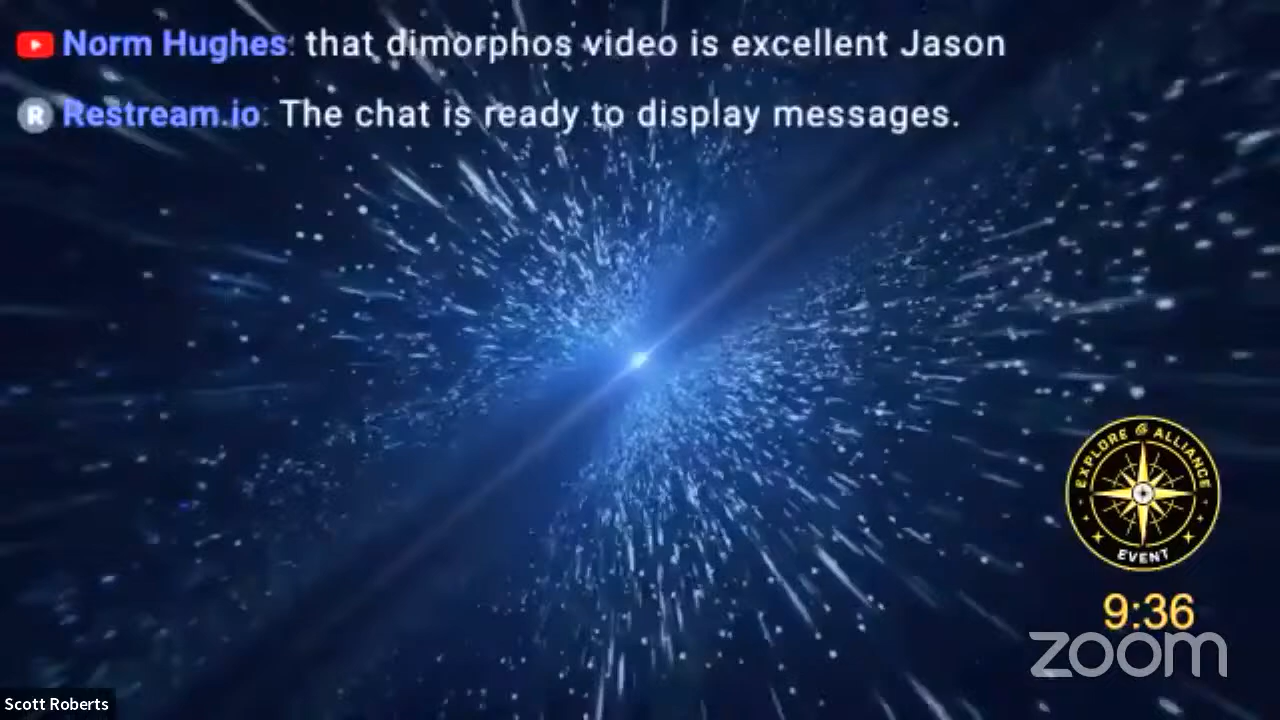 Norm Hughes: that dimorphos video is excellent Jason
R Restream.io: The chat is ready to display messages.
EXPLORE ALLIANCE
EVENT
9:36
zoom
Scott Roberts